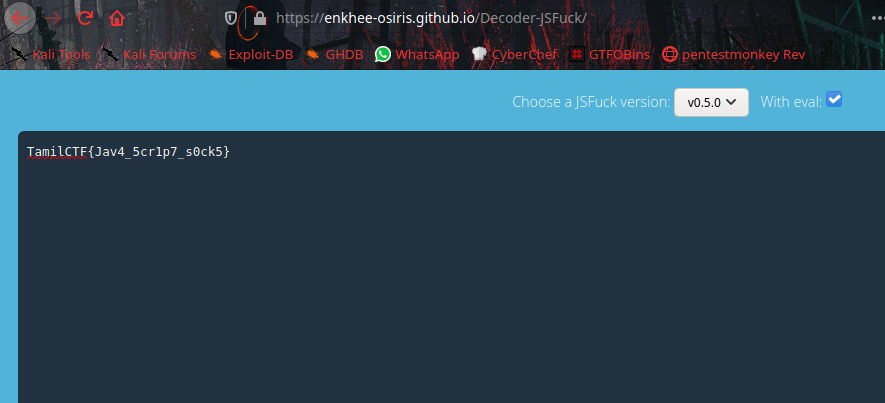 https://enkhee-osiris.github.io/Decoder-JSFuck/
Kali Tools Kali Forums Exploit-DB GHDB WhatsApp CyberChef GTFOBins pentestmonkey Rev
Choose a JSFuck version: v0.5.0 With eval:
TamilCTF{Jav4_5cr1p7_s0ck5}